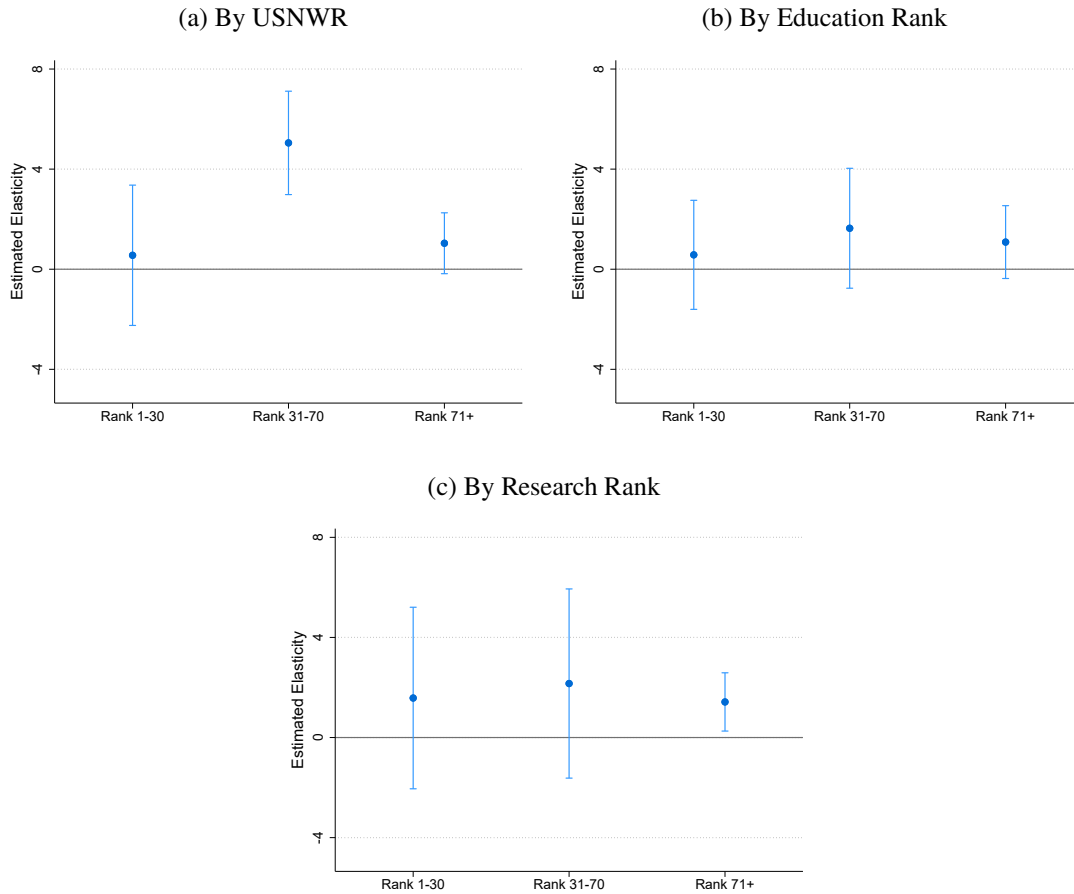 (a) By USNWR
Estimated Elasticity
8
4
0
-4
Rank 1-30
Rank 31-70
Rank 71+
(b) By Education Rank
Estimated Elasticity
8
4
0
-4
Rank 1-30
Rank 31-70
Rank 71+
(c) By Research Rank
Estimated Elasticity
8
4
0
-4
Rank 1-30
Rank 31-70
Rank 71+